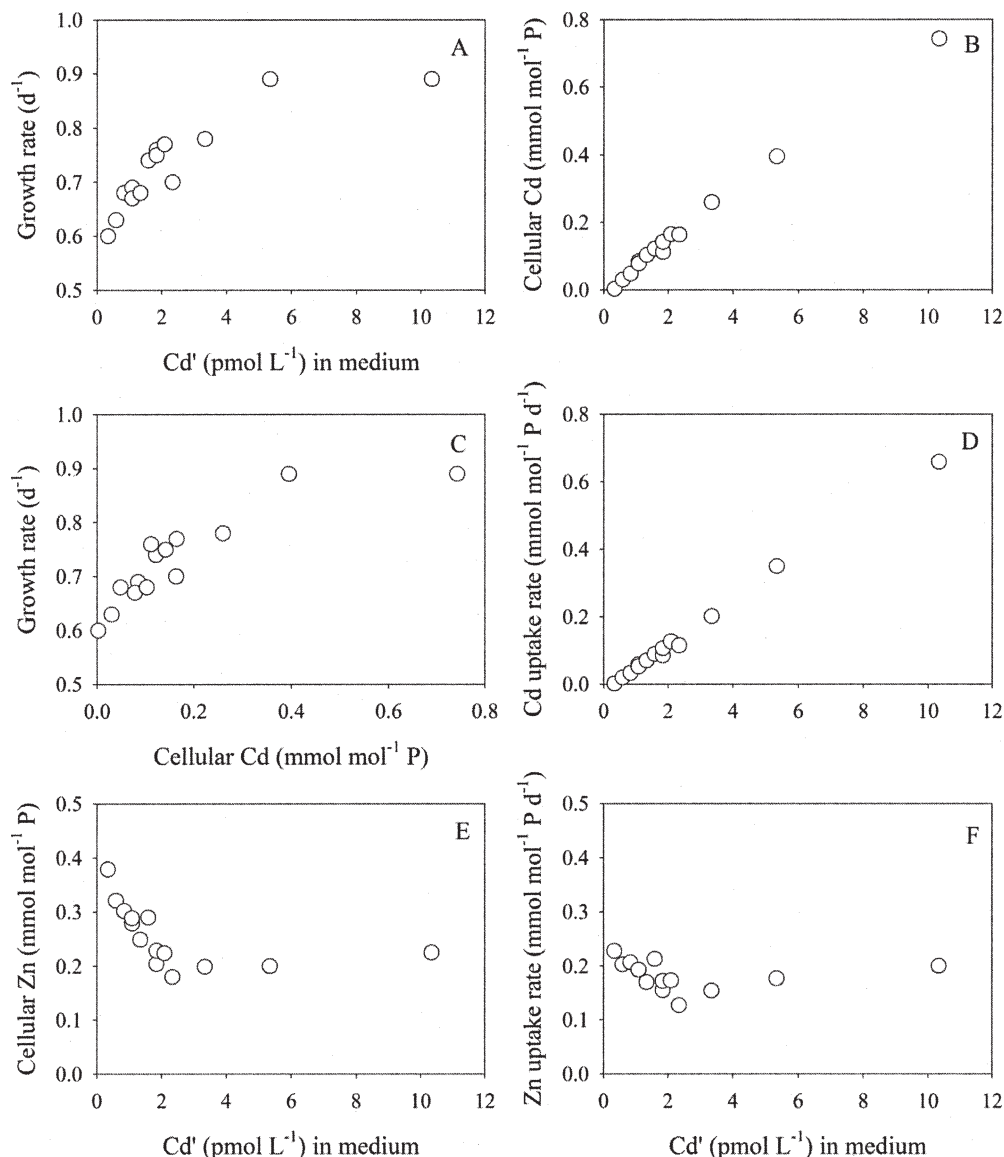 A
Growth rate (d⁻¹)
1.0
0.9
0.8
0.7
0.6
0.5
0 2 4 6 8 10 12
Cd' (pmol L⁻¹) in medium
B
Cellular Cd (mmol mol⁻¹ P)
0.8
0.6
0.4
0.2
0.0
0 2 4 6 8 10 12
C
Growth rate (d⁻¹)
1.0
0.9
0.8
0.7
0.6
0.5
0.0 0.2 0.4 0.6 0.8
Cellular Cd (mmol mol⁻¹ P)
D
Cd uptake rate (mmol mol⁻¹ P d⁻¹)
0.8
0.6
0.4
0.2
0.0
0 2 4 6 8 10 12
E
Cellular Zn (mmol mol⁻¹ P)
0.5
0.4
0.3
0.2
0.1
0.0
0 2 4 6 8 10 12
Cd' (pmol L⁻¹) in medium
F
Zn uptake rate (mmol mol⁻¹ P d⁻¹)
0.5
0.4
0.3
0.2
0.1
0.0
0 2 4 6 8 10 12
Cd' (pmol L⁻¹) in medium